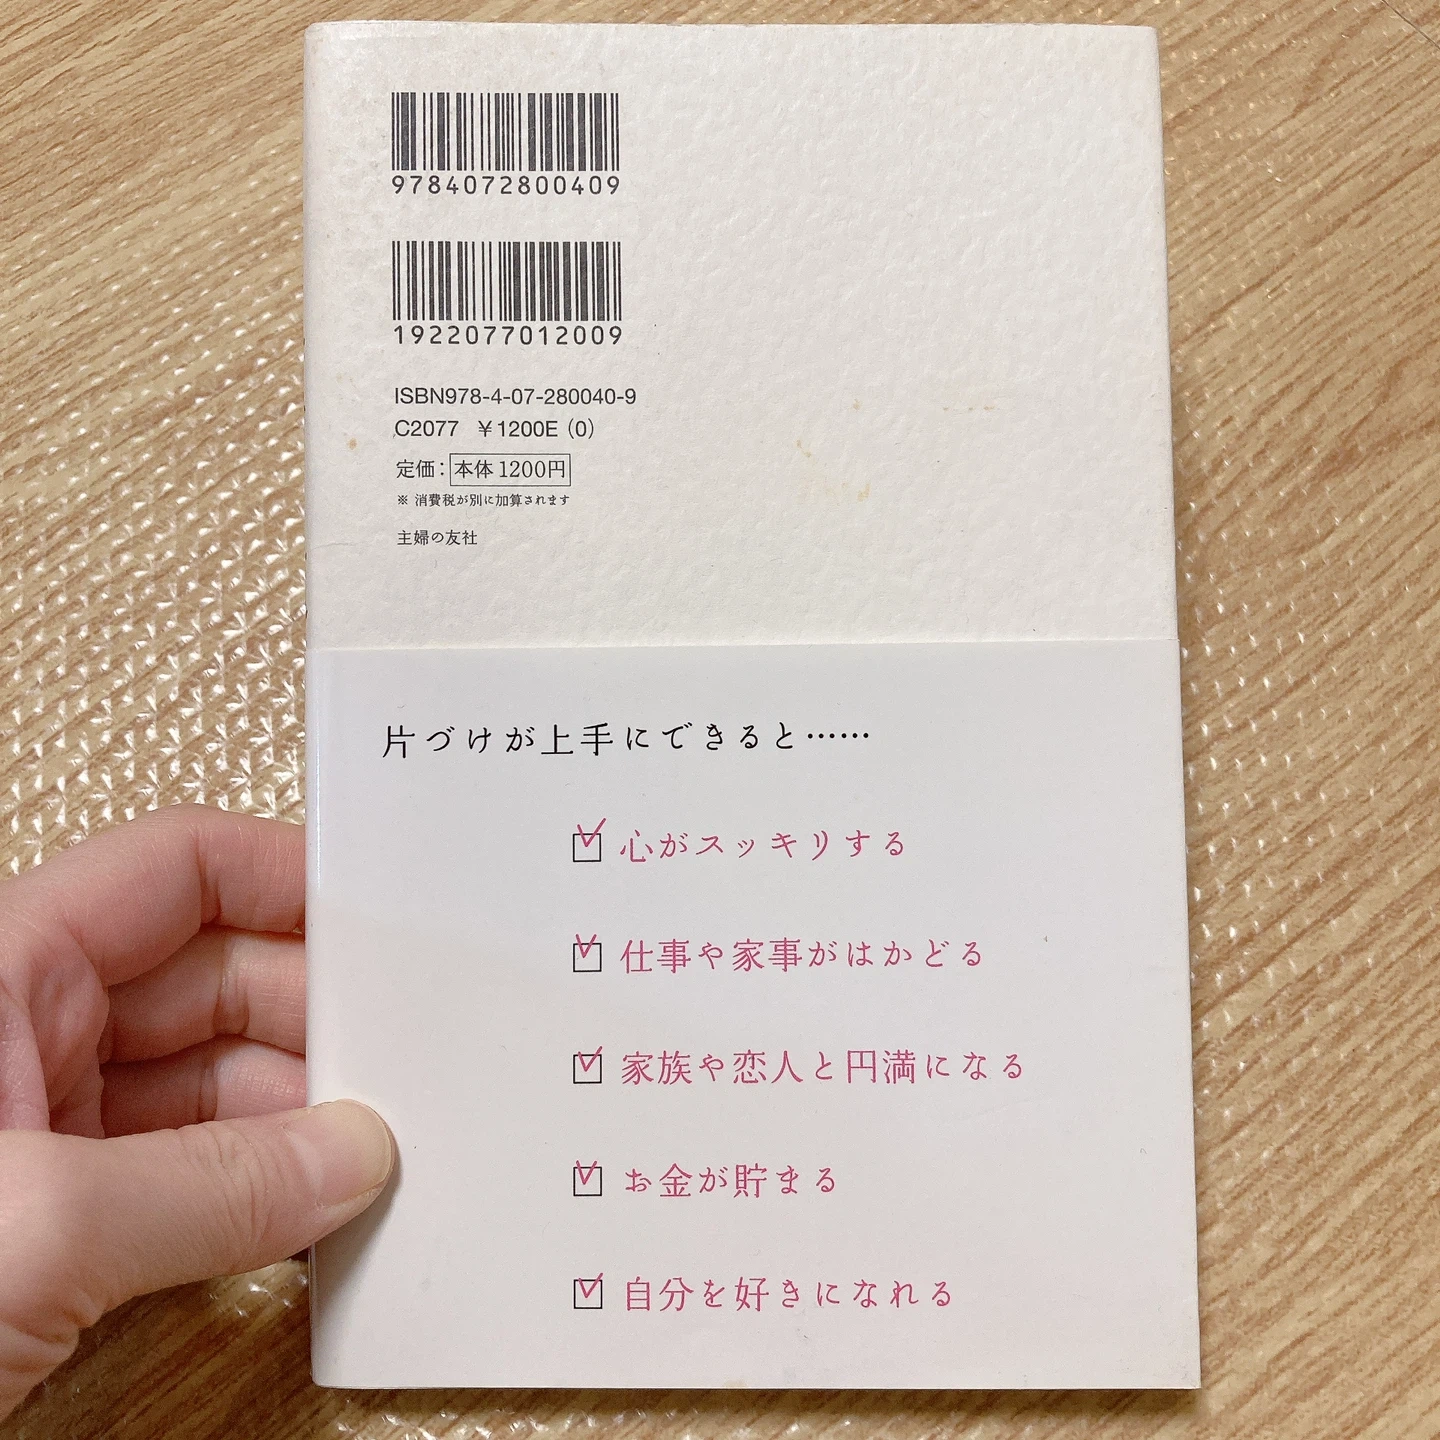 9784072800409
1922077012009
ISBN978-4-07-280040-9
C2077 ¥1200E (0)
定価：本体1200円
※ 消費税が別に加算されます
主婦の友社
片づけが上手にできると……
心がスッキリする
仕事や家事がはかどる
家族や恋人と円満になる
お金が貯まる
自分を好きになれる